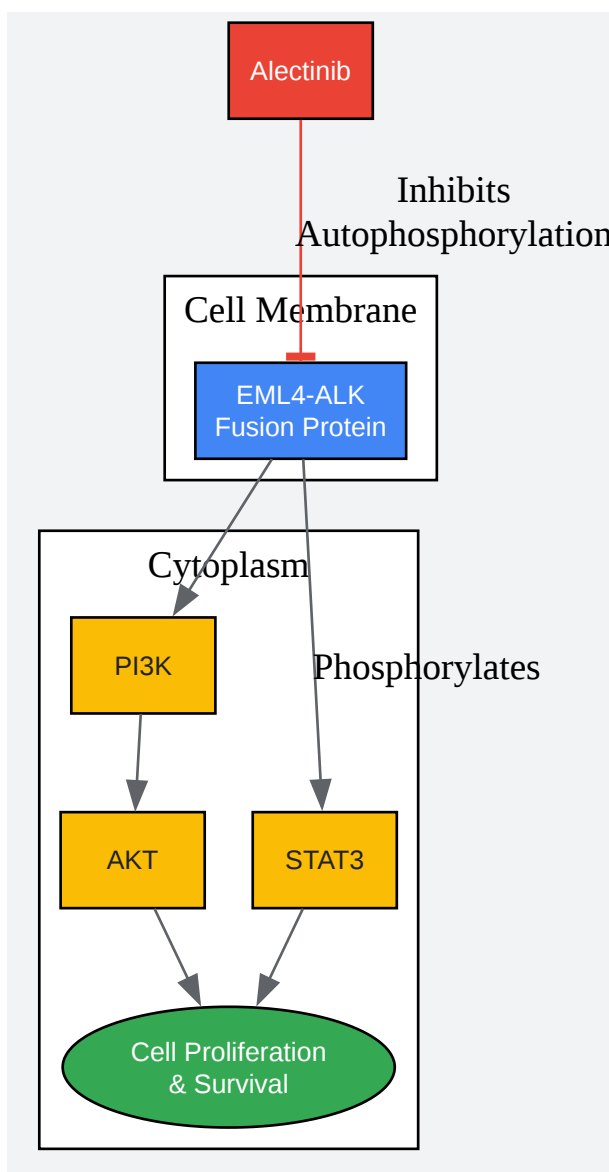 Alectinib
Inhibits
Autophosphorylation
Cell Membrane
EML4-ALK
Fusion Protein
Cytoplasm
PI3K
Phosphorylates
AKT
STAT3
Cell Proliferation
& Survival